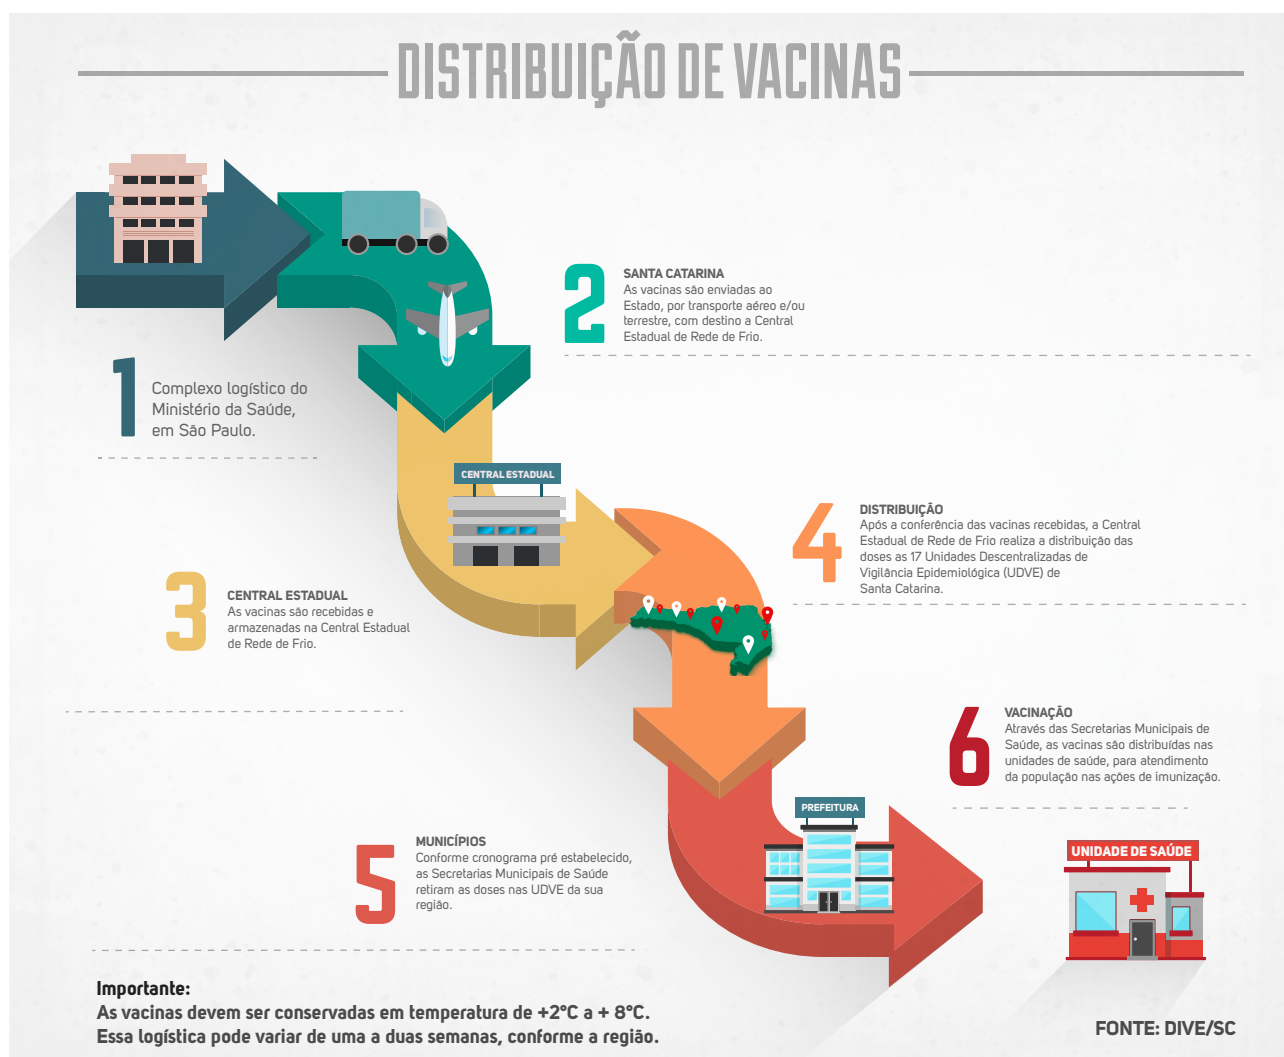 DISTRIBUIÇÃO DE VACINAS
1
Complexo logístico do
Ministério da Saúde,
em São Paulo.
2
SANTA CATARINA
As vacinas são enviadas ao
Estado, por transporte aéreo e/ou
terrestre, com destino a Central
Estadual de Rede de Frio.
CENTRAL ESTADUAL
3
CENTRAL ESTADUAL
As vacinas são recebidas e
armazenadas na Central Estadual
de Rede de Frio.
4
DISTRIBUIÇÃO
Após a conferência das vacinas recebidas, a Central
Estadual de Rede de Frio realiza a distribuição das
doses as 17 Unidades Descentralizadas de
Vigilância Epidemiológica (UDVE) de
Santa Catarina.
5
MUNICÍPIOS
Conforme cronograma pré estabelecido,
as Secretarias Municipais de Saúde
retiram as doses nas UDVE da sua
região.
PREFEITURA
6
VACINAÇÃO
Através das Secretarias Municipais de
Saúde, as vacinas são distribuídas nas
unidades de saúde, para atendimento
da população nas ações de imunização.
UNIDADE DE SAÚDE
Importante:
As vacinas devem ser conservadas em temperatura de +2°C a + 8°C.
Essa logística pode variar de uma a duas semanas, conforme a região.
FONTE: DIVE/SC